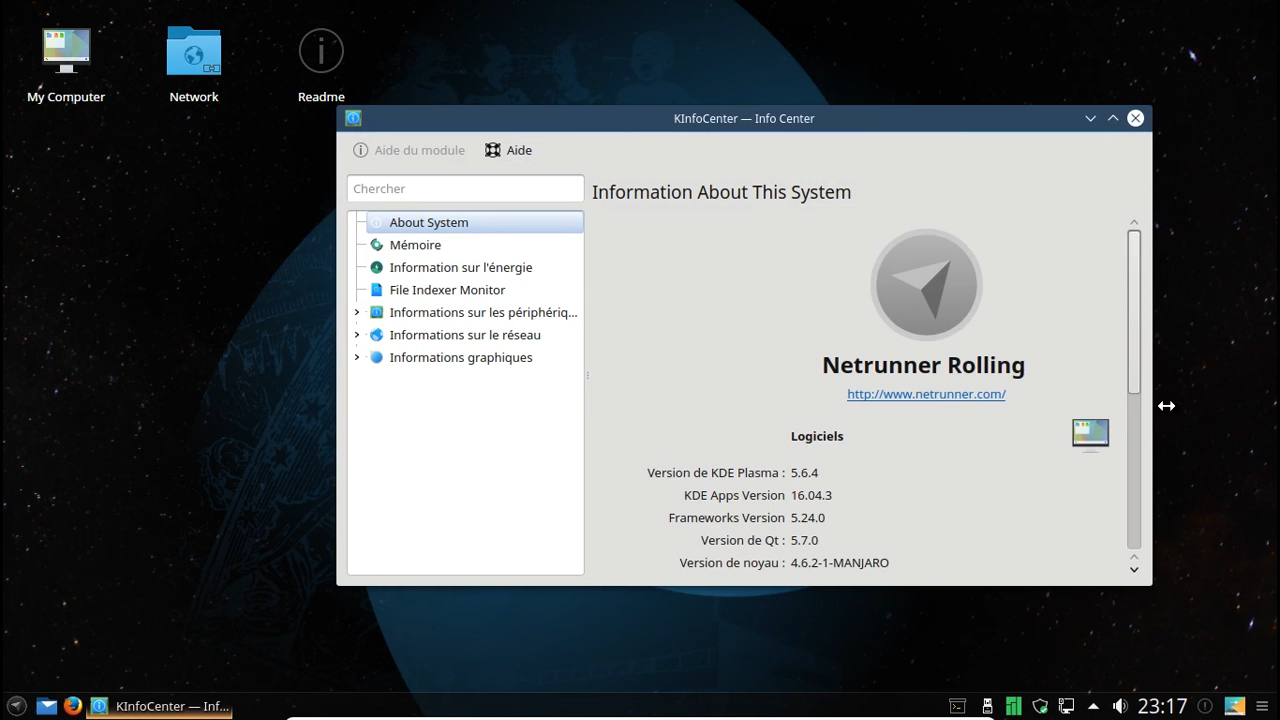 My Computer
Network
Readme
KInfoCenter — Info Center
Aide du module
Aide
Chercher
Information About This System
About System
Mémoire
Information sur l'énergie
File Indexer Monitor
Informations sur les périphériq...
Informations sur le réseau
Informations graphiques
Netrunner Rolling
http://www.netrunner.com/
Logiciels
Version de KDE Plasma : 5.6.4
KDE Apps Version 16.04.3
Frameworks Version 5.24.0
Version de Qt : 5.7.0
Version de noyau : 4.6.2-1-MANJARO
KInfoCenter — Inf...
23:17